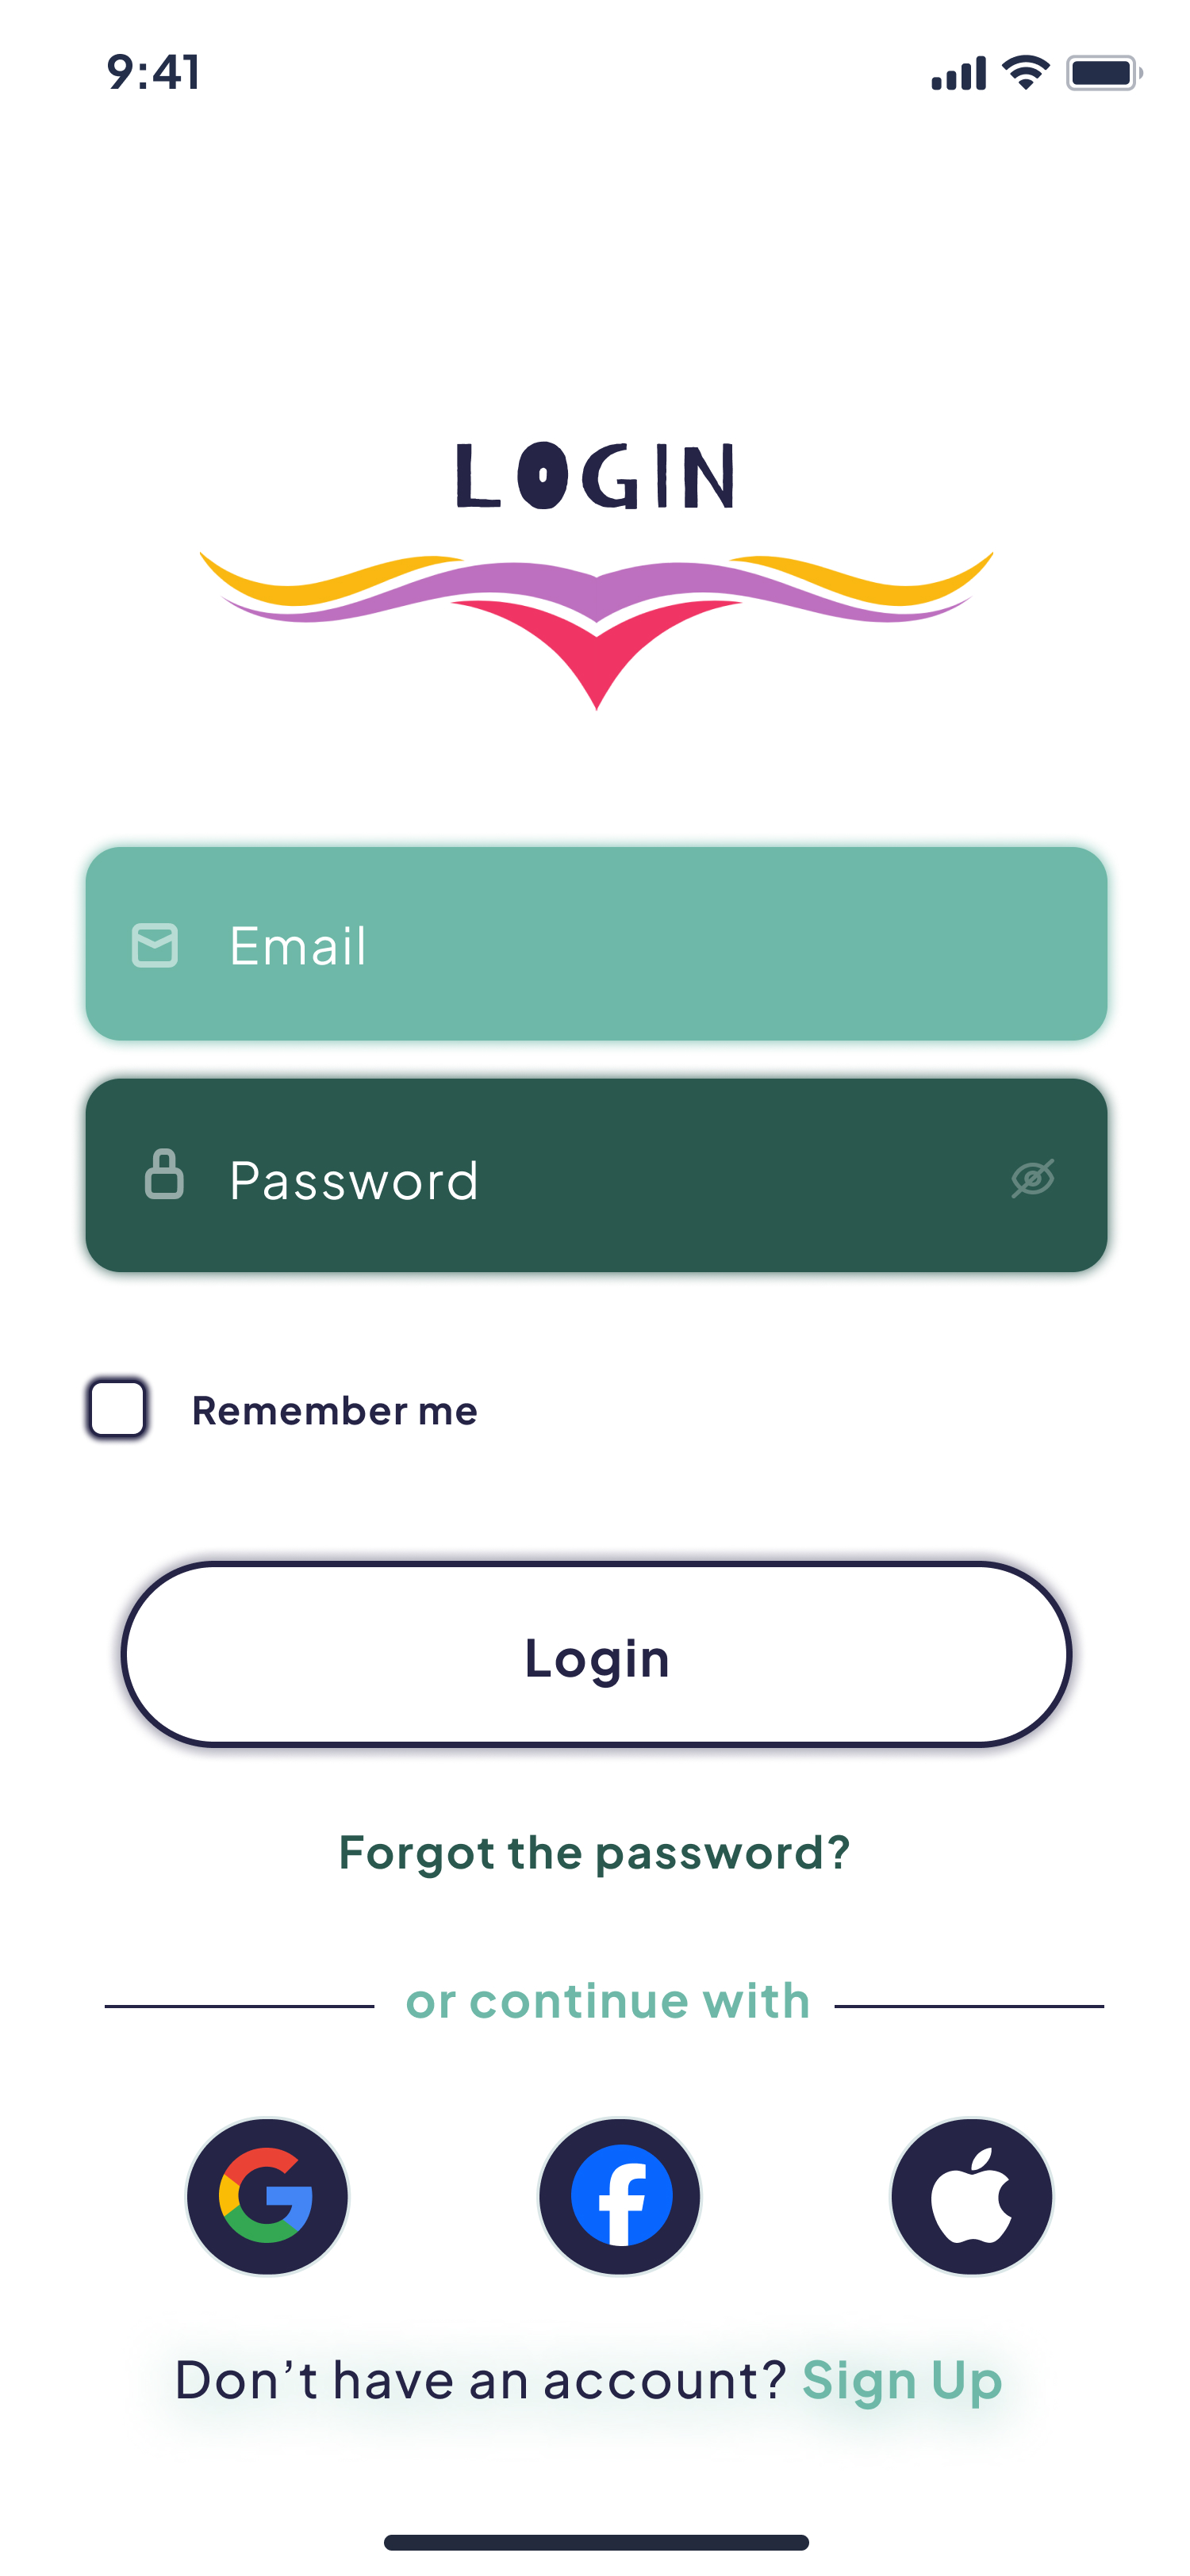 9:41
LOGIN
Email
Password
Remember me
Login
Forgot the password?
or continue with
Don’t have an account? Sign Up